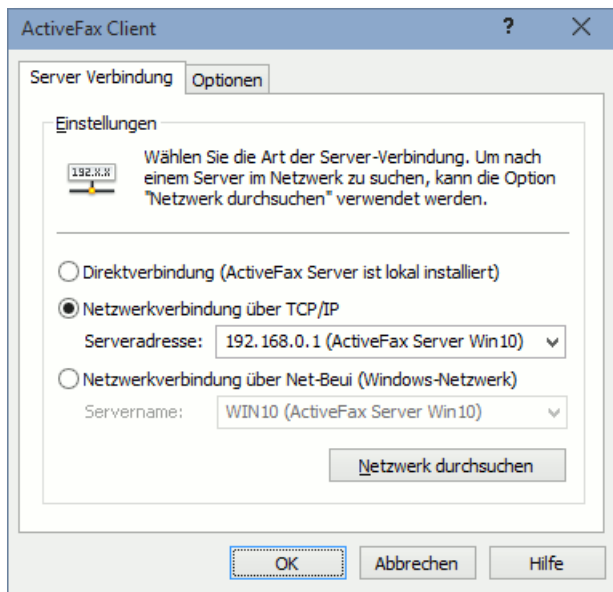 ActiveFax Client
Server Verbindung
Optionen
Einstellungen
192.X.X
Wählen Sie die Art der Server-Verbindung. Um nach
einem Server im Netzwerk zu suchen, kann die Option
"Netzwerk durchsuchen" verwendet werden.
Direktverbindung (ActiveFax Server ist lokal installiert)
Netzwerkverbindung über TCP/IP
Serveradresse: 192.168.0.1 (ActiveFax Server Win10)
Netzwerkverbindung über Net-Beui (Windows-Netzwerk)
Servername: WIN10 (ActiveFax Server Win10)
Netzwerk durchsuchen
OK Abbrechen Hilfe